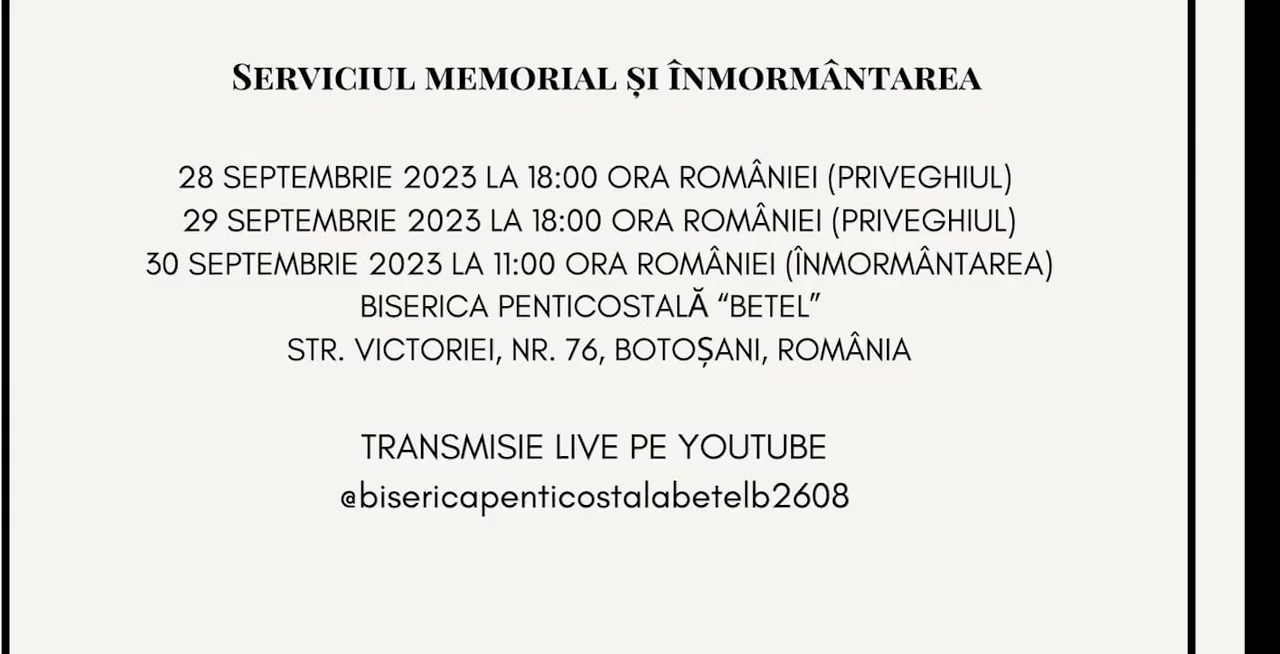 Serviciul memorial și înmormântarea
28 SEPTEMBRIE 2023 LA 18:00 ORA ROMÂNIEI (PRIVEGHIUL)
29 SEPTEMBRIE 2023 LA 18:00 ORA ROMÂNIEI (PRIVEGHIUL)
30 SEPTEMBRIE 2023 LA 11:00 ORA ROMÂNIEI (ÎNMORMÂNTAREA)
BISERICA PENTICOSTALĂ “BETEL”
STR. VICTORIEI, NR. 76, BOTOȘANI, ROMÂNIA
TRANSMISIE LIVE PE YOUTUBE
@bisericapenticostalabetelb2608